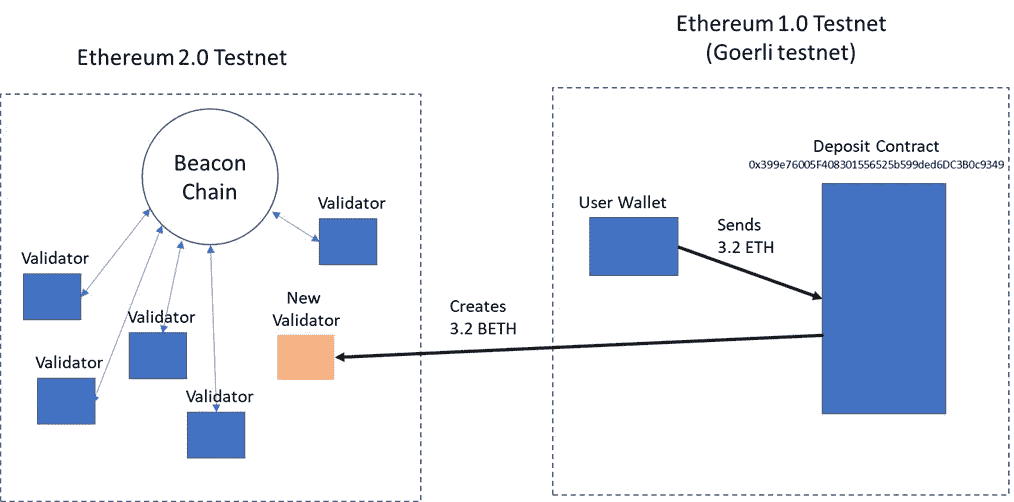 Ethereum 2.0 Testnet
Beacon
Chain
Validator
Validator
Validator
Validator
Validator
New
Validator
Creates
3.2 BETH
Ethereum 1.0 Testnet
(Goerli testnet)
Deposit Contract
0x399e76005F408301556525b599ded6DC3B0c9349
User Wallet
Sends
3.2 ETH